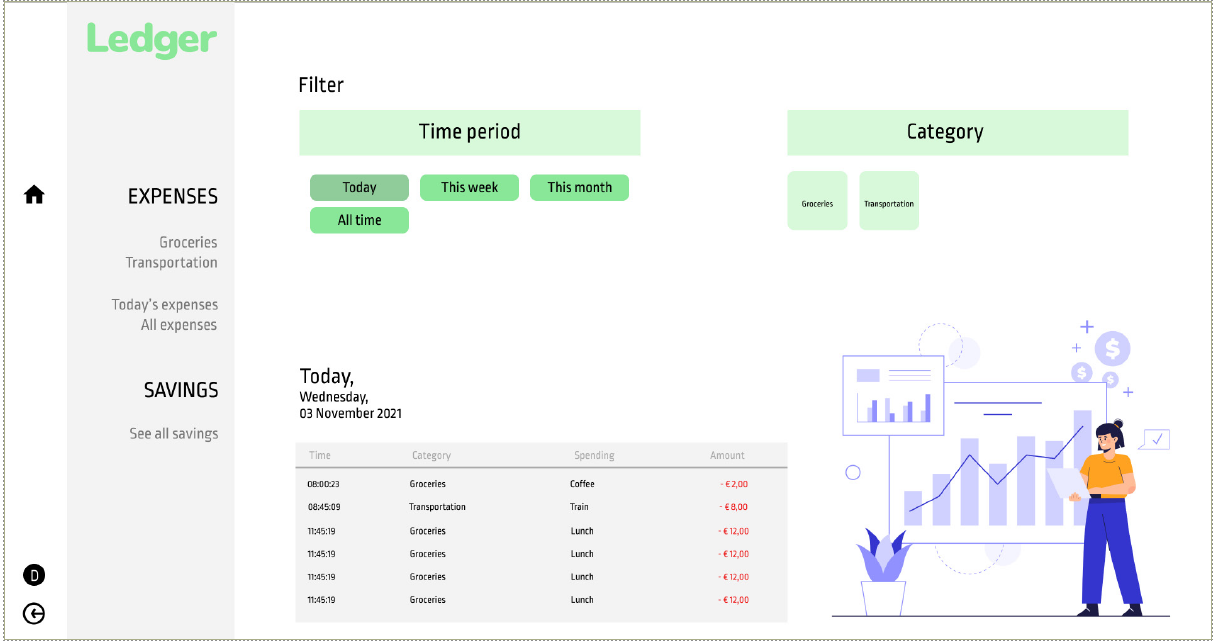 Ledger
EXPENSES
Groceries
Transportation
Today's expenses
All expenses
SAVINGS
See all savings
D
Filter
Time period
Today This week This month
All time
Category
Groceries Transportation
Today,
Wednesday,
03 November 2021
Time Category Spending Amount
08:00:23 Groceries Coffee - € 2,00
08:45:09 Transportation Train - € 8,00
11:45:19 Groceries Lunch - € 12,00
11:45:19 Groceries Lunch - € 12,00
11:45:19 Groceries Lunch - € 12,00
11:45:19 Groceries Lunch - € 12,00
$
$
$